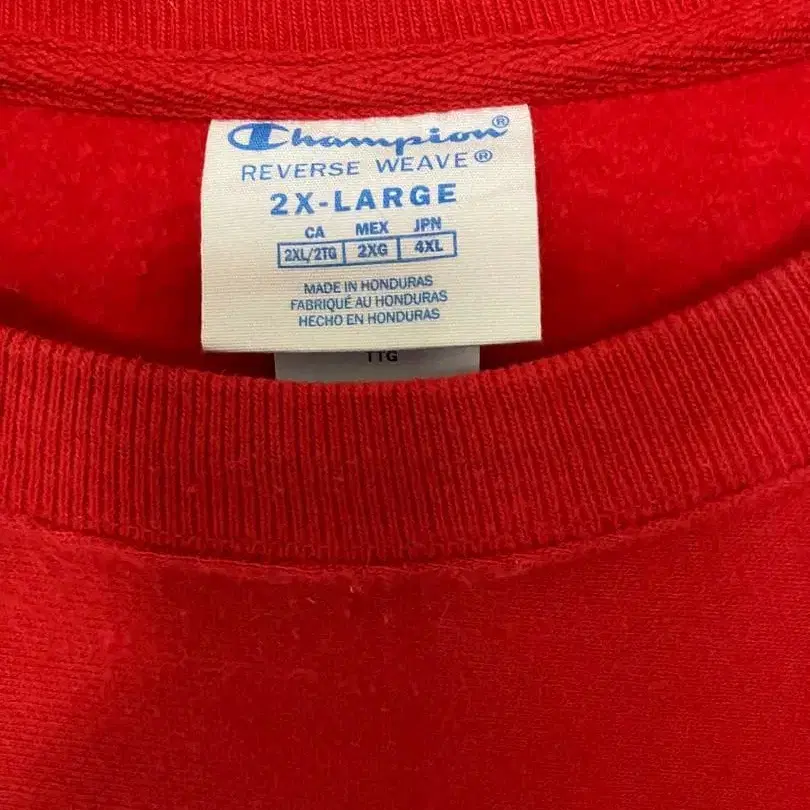 Champion®
REVERSE WEAVE®
2X-LARGE
CA MEX JPN
2XL/2TG 2XG 4XL
MADE IN HONDURAS
FABRIQUÉ AU HONDURAS
HECHO EN HONDURAS
TTG